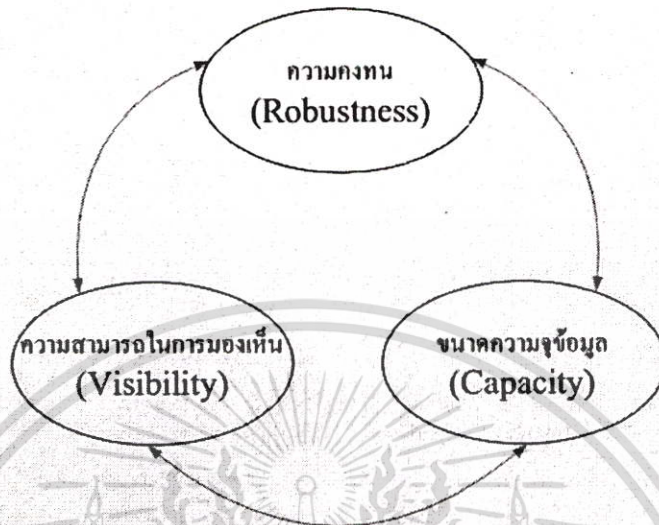 ความคงทน
(Robustness)
ความสามารถในการมองเห็น
(Visibility)
ขนาดความจุข้อมูล
(Capacity)